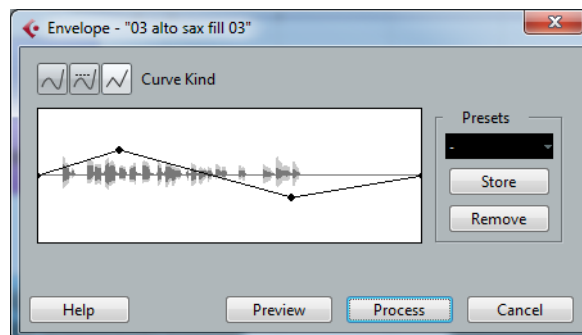 Envelope - "03 alto sax fill 03"
Curve Kind
Presets
-
Store
Remove
Help
Preview
Process
Cancel